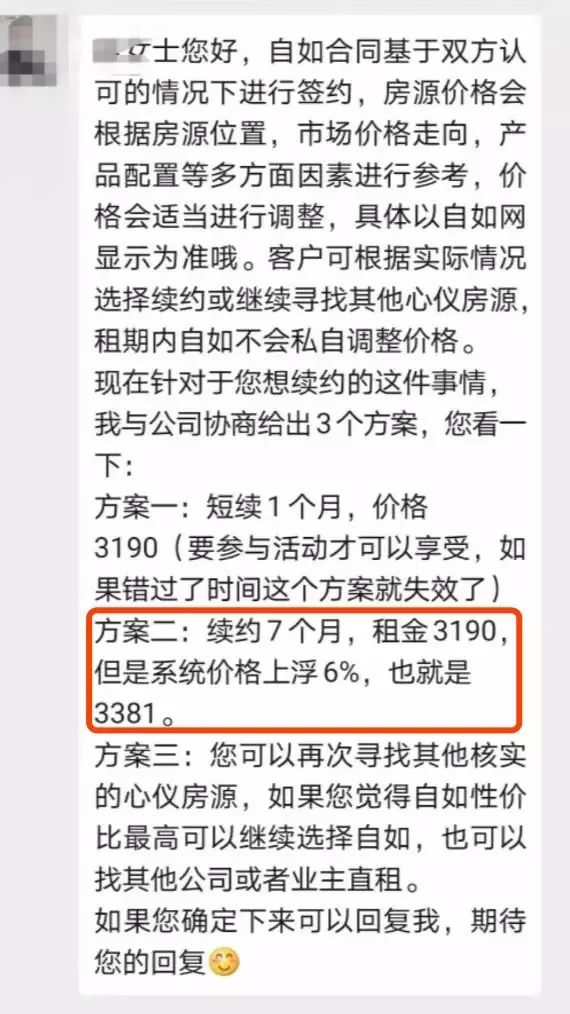 士您好，自如合同基于双方认
可的情况下进行签约，房源价格会
根据房源位置，市场价格走向，产
品配置等多方面因素进行参考，价
格会适当进行调整，具体以自如网
显示为准哦。客户可根据实际情况
选择续约或继续寻找其他心仪房源，
租期内自如不会私自调整价格。
现在针对于您想续约的这件事情，
我与公司协商给出3个方案，您看一
下：
方案一：短续1个月，价格
3190（要参与活动才可以享受，如
果错过了时间这个方案就失效了）
方案二：续约7个月，租金3190，
但是系统价格上浮6%，也就是
3381。
方案三：您可以再次寻找其他核实
的心仪房源，如果您觉得自如性价
比最高可以继续选择自如，也可以
找其他公司或者业主直租。
如果您确定下来可以回复我，期待
您的回复😊